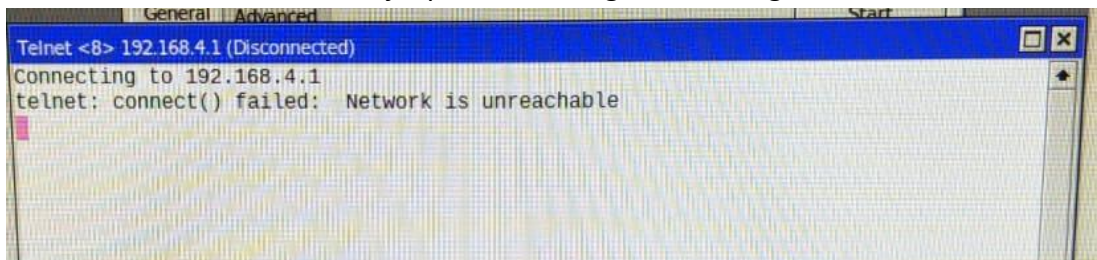 General Advanced Start
Telnet <8> 192.168.4.1 (Disconnected)
Connecting to 192.168.4.1
telnet: connect() failed:  Network is unreachable